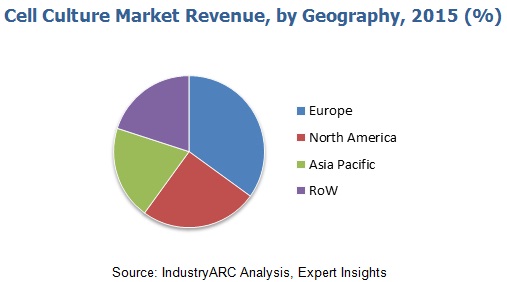 Cell Culture Market Revenue, by Geography, 2015 (%)
Europe
North America
Asia Pacific
RoW
Source: IndustryARC Analysis, Expert Insights